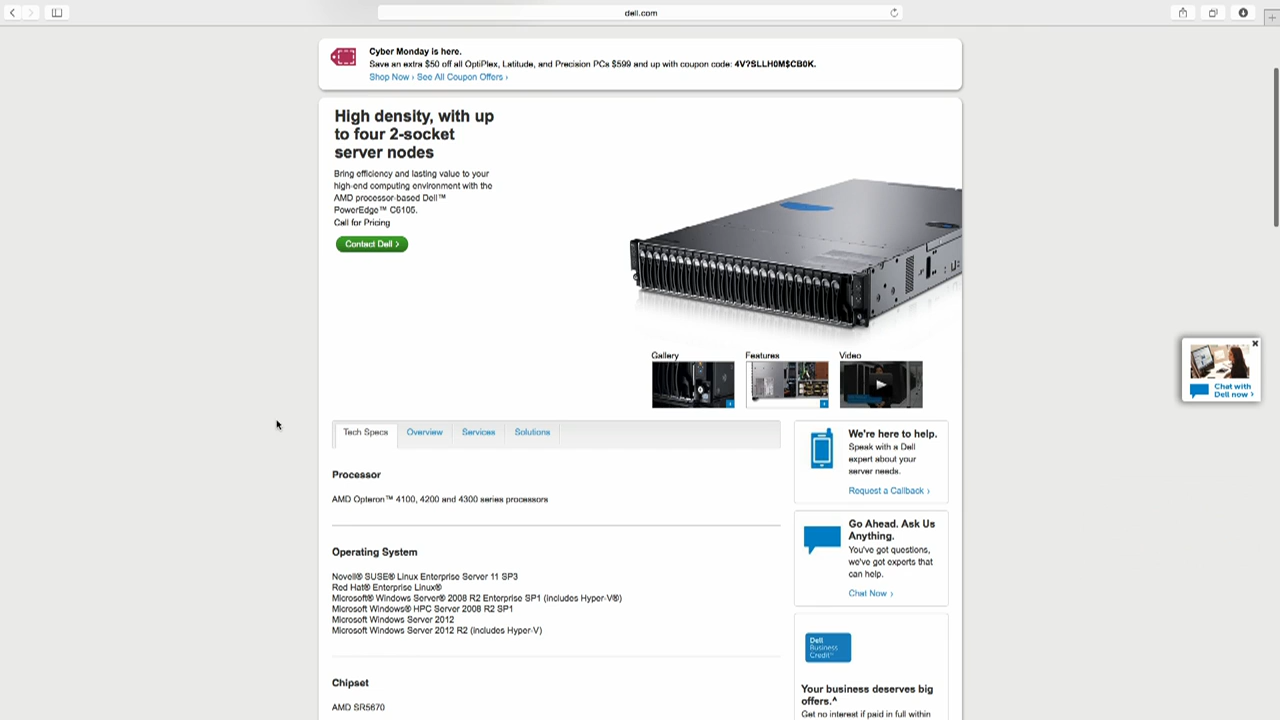 dell.com
Cyber Monday is here.
Save an extra $50 off all OptiPlex, Latitude, and Precision PCs $599 and up with coupon code: 4V?SLLH0M$CB0K.
Shop Now › See All Coupon Offers ›
High density, with up
to four 2-socket
server nodes
Bring efficiency and lasting value to your
high-end computing environment with the
AMD processor-based Dell™
PowerEdge™ C6105.
Call for Pricing
Contact Dell ›
Gallery
Features
Video
Chat with
Dell now ›
Tech Specs
Overview
Services
Solutions
Processor
AMD Opteron™ 4100, 4200 and 4300 series processors
Operating System
Novell® SUSE® Linux Enterprise Server 11 SP3
Red Hat® Enterprise Linux®
Microsoft® Windows Server® 2008 R2 Enterprise SP1 (includes Hyper-V®)
Microsoft Windows® HPC Server 2008 R2 SP1
Microsoft Windows Server 2012
Microsoft Windows Server 2012 R2 (includes Hyper-V)
Chipset
AMD SR5670
We're here to help.
Speak with a Dell
expert about your
server needs.
Request a Callback ›
Go Ahead. Ask Us
Anything.
You've got questions,
we've got experts that
can help.
Chat Now ›
Dell
Business
Credit™
Your business deserves big
offers.^
Get no interest if paid in full within